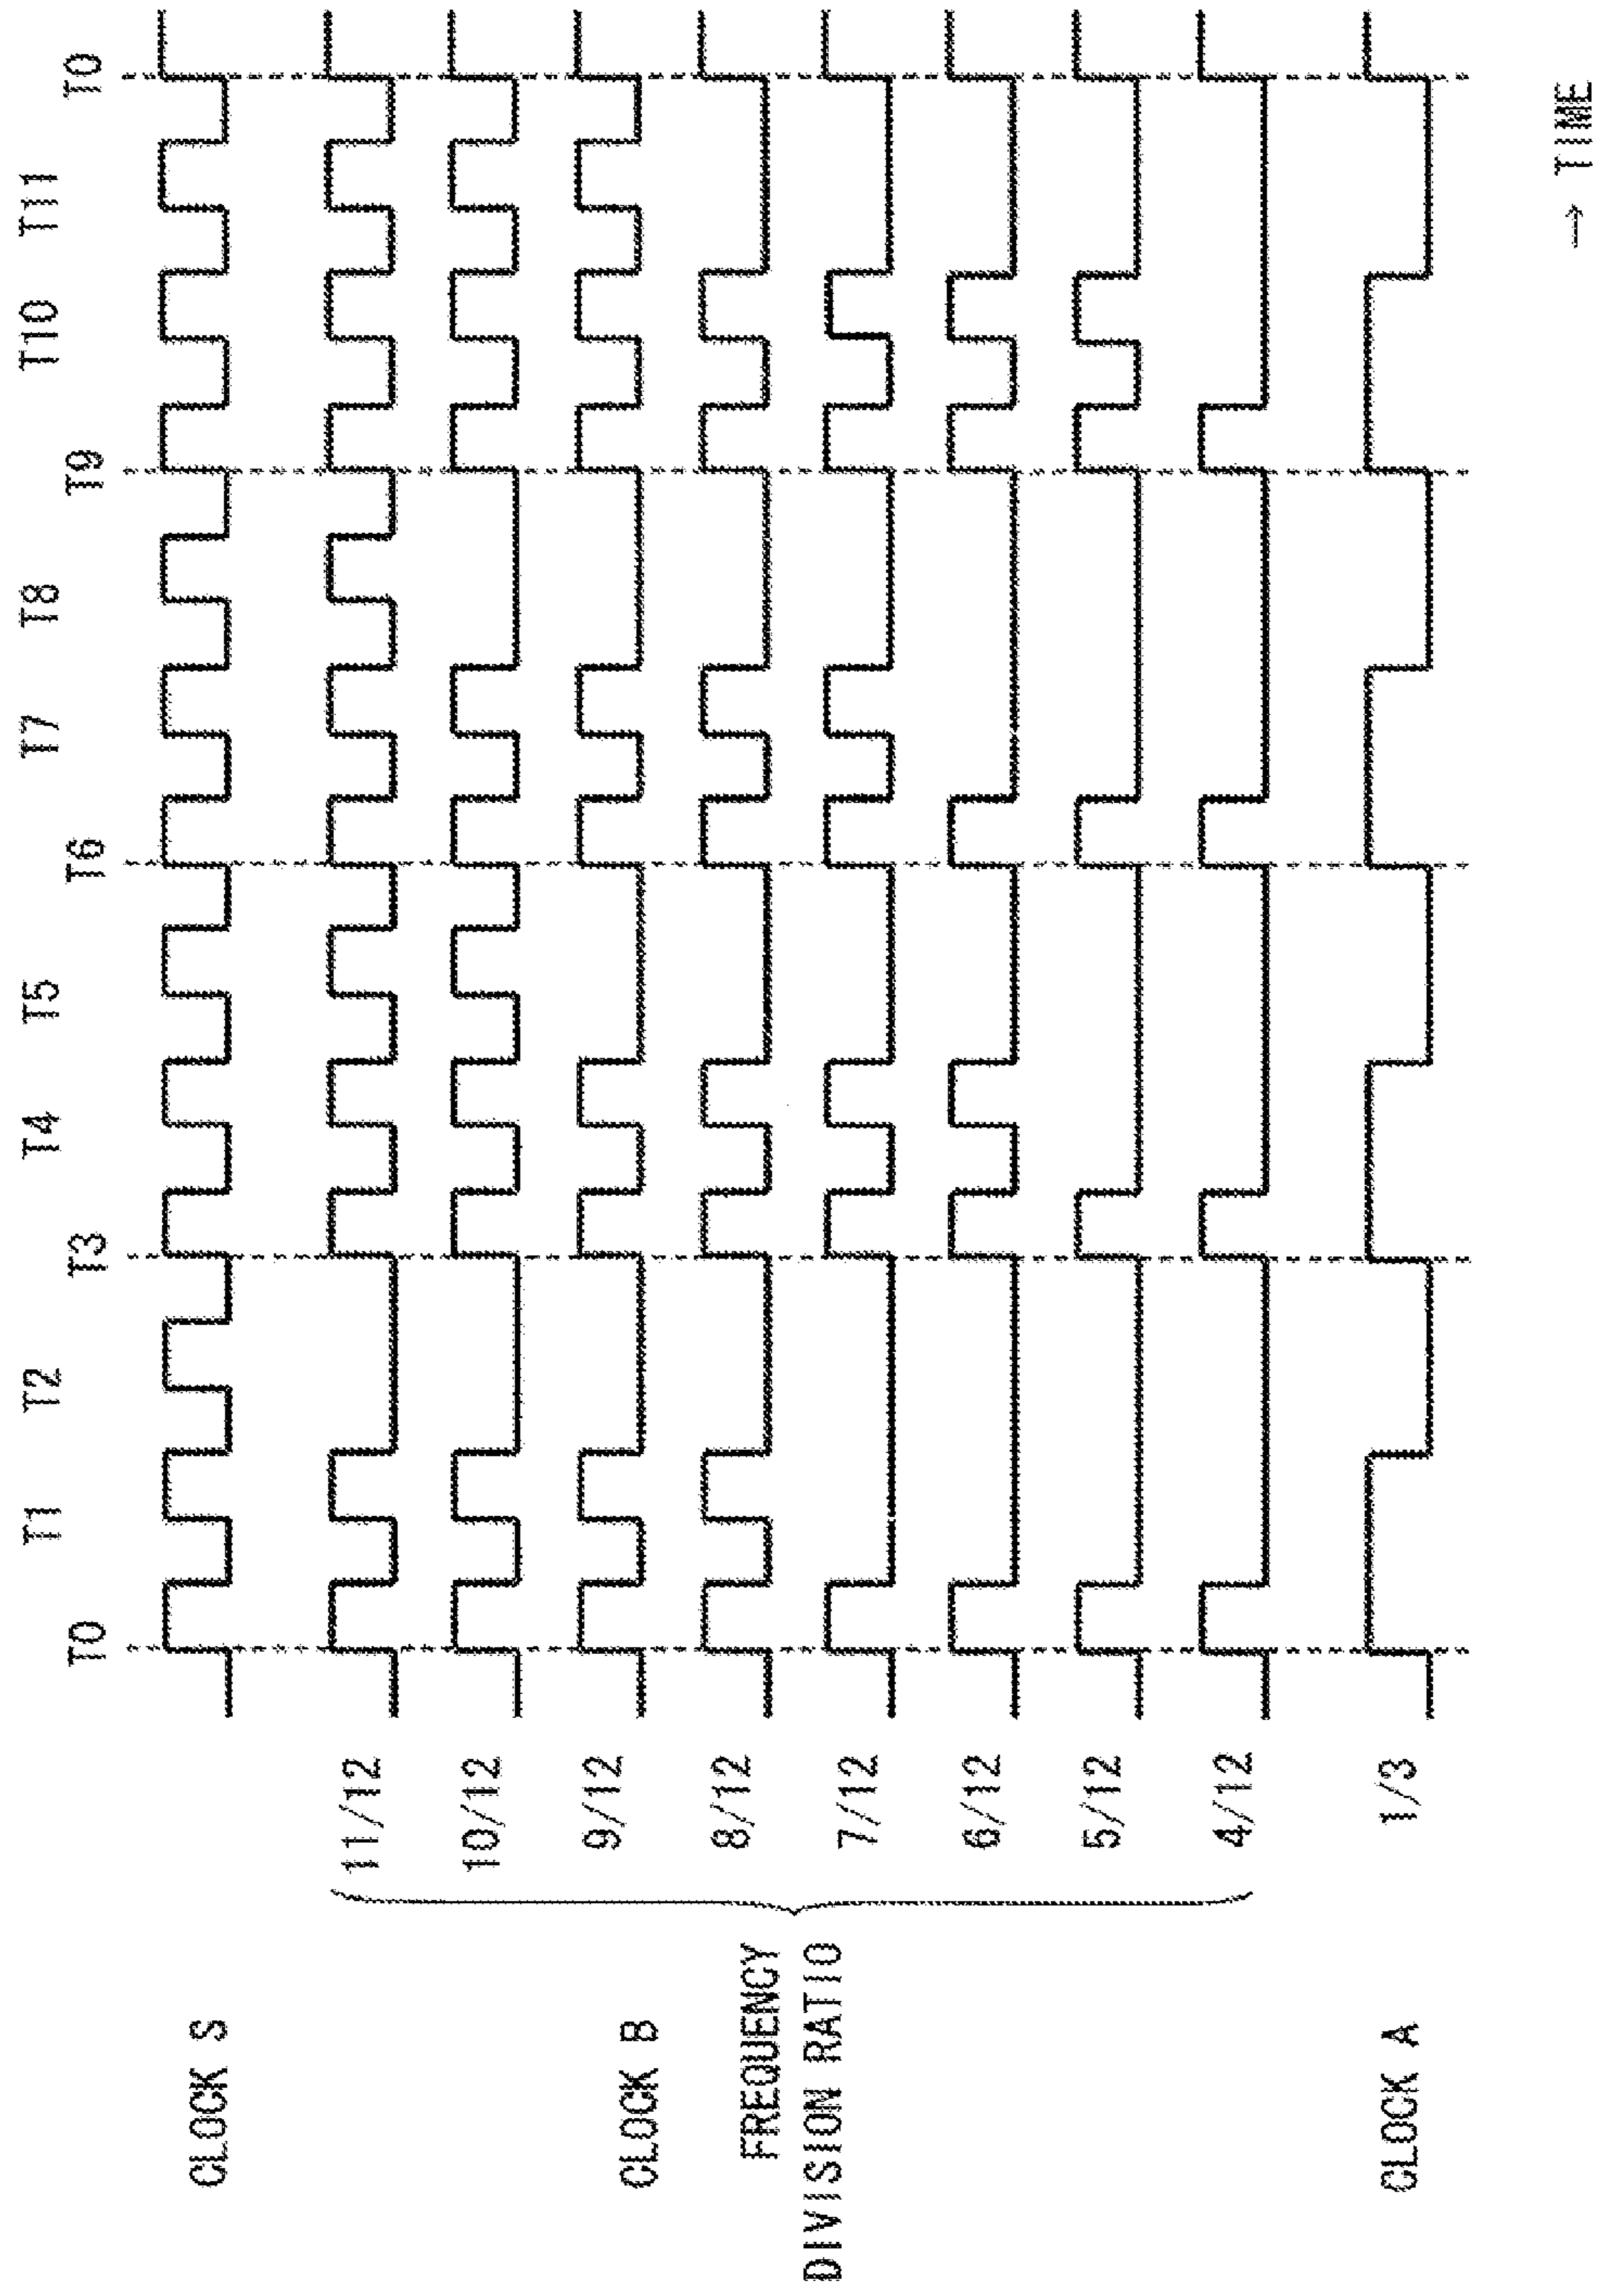 T0 T1 T2 T3 T4 T5 T6 T7 T8 T9 T10 T11 T0
CLOCK S
11/12
10/12
CLOCK B 9/12
FREQUENCY 8/12
DIVISION RATIO 7/12
6/12
5/12
4/12
CLOCK A 1/3
→ TIME